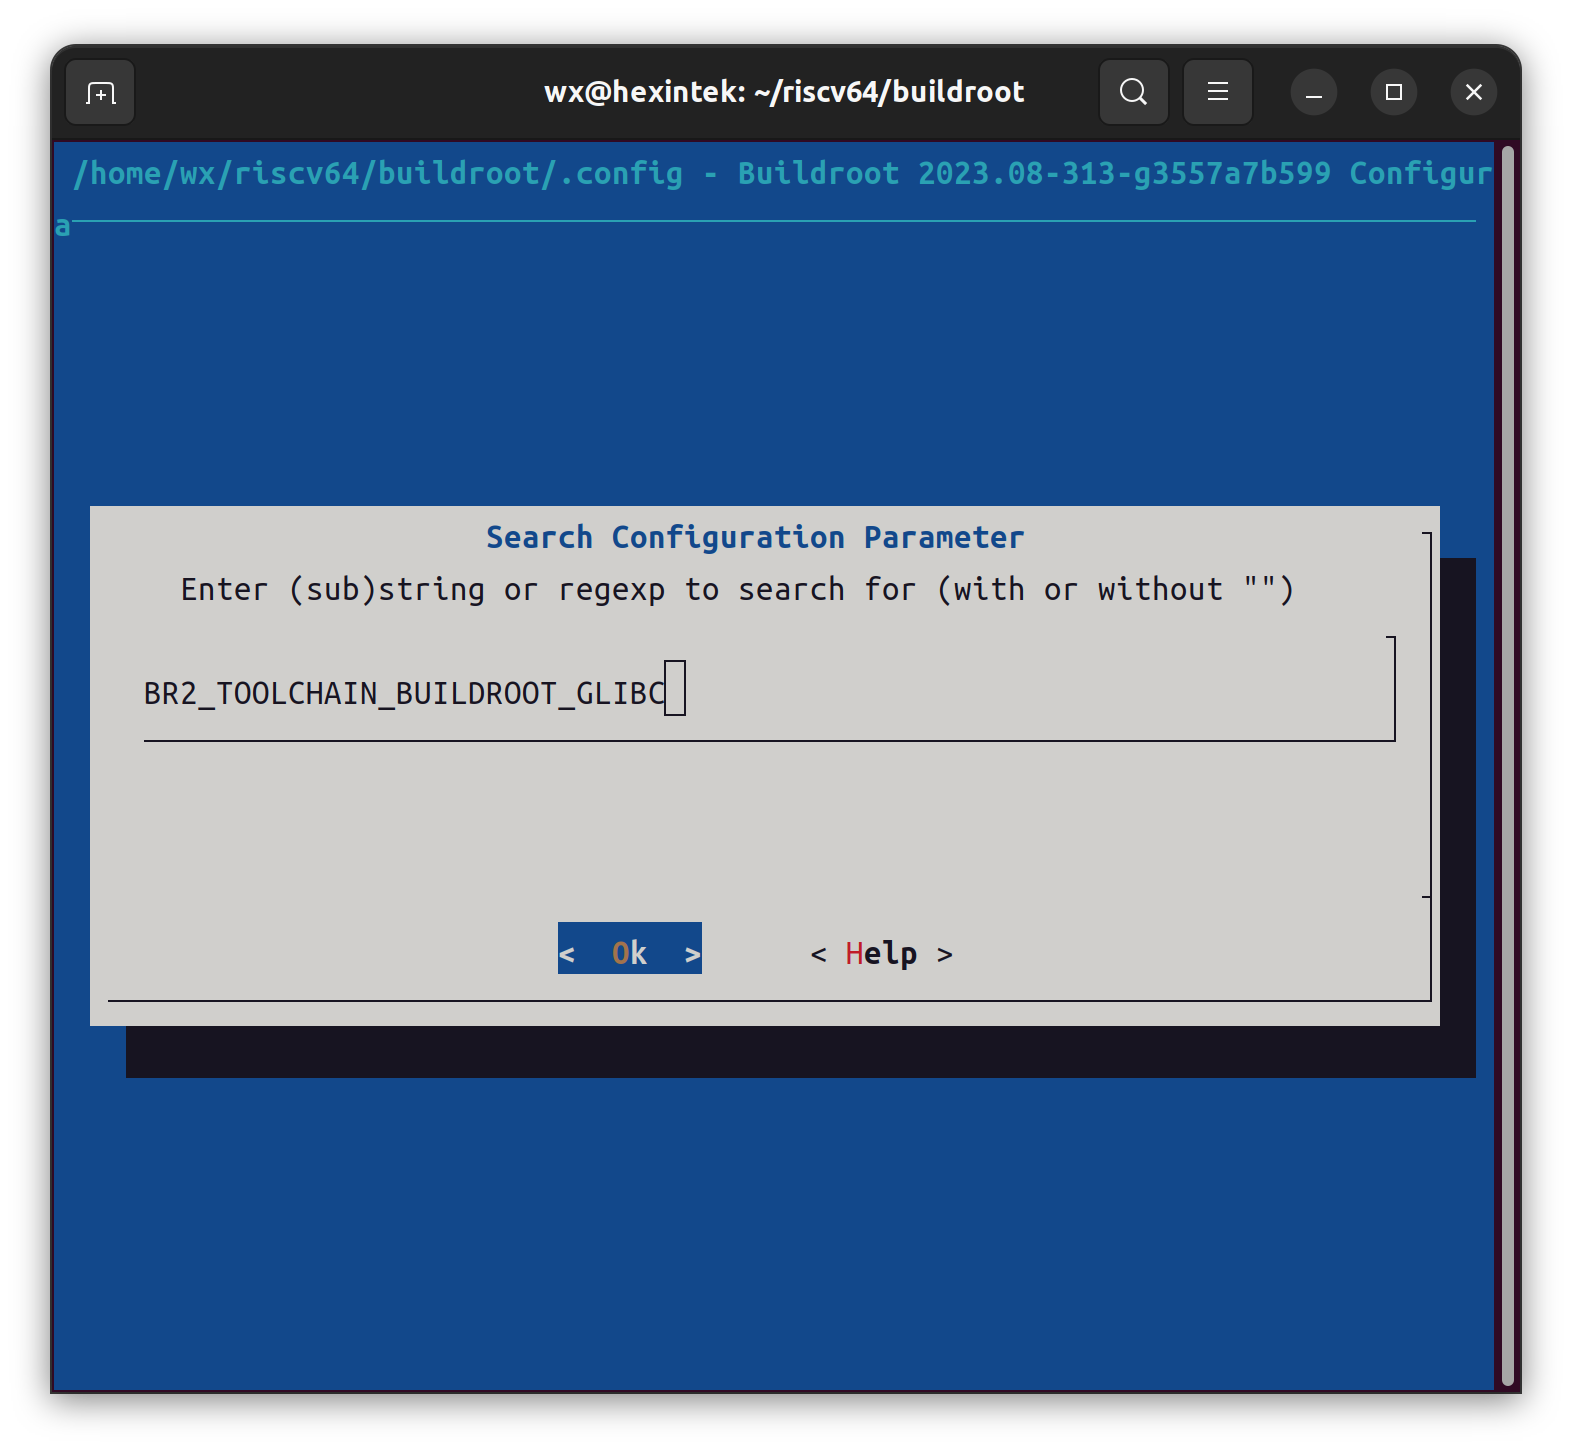 wx@hexintek: ~/riscv64/buildroot
/home/wx/riscv64/buildroot/.config - Buildroot 2023.08-313-g3557a7b599 Configur
a
Search Configuration Parameter
Enter (sub)string or regexp to search for (with or without "")
BR2_TOOLCHAIN_BUILDROOT_GLIBC
<  Ok  > < Help >